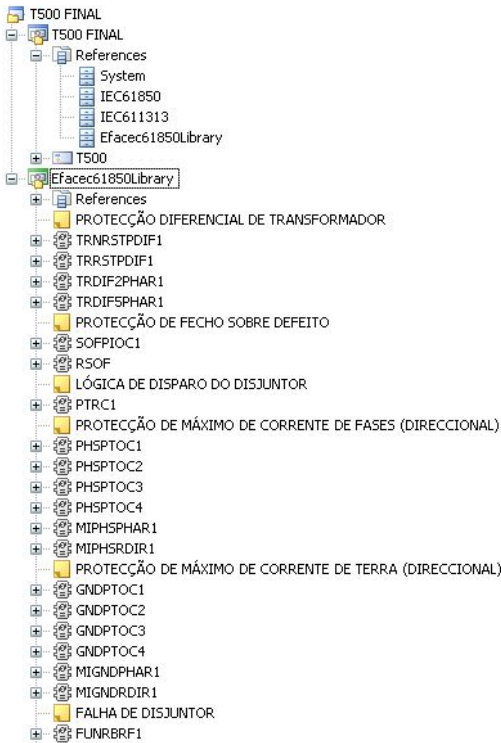 T500 FINAL
T500 FINAL
References
System
IEC61850
IEC611313
Efacec61850Library
T500
Efacec61850Library
References
PROTECÇÃO DIFERENCIAL DE TRANSFORMADOR
TRNRSTPDIF1
TRRSTPDIF1
TRDIF2PHAR1
TRDIF5PHAR1
PROTECÇÃO DE FECHO SOBRE DEFEITO
SOFPIOC1
RSOF
LÓGICA DE DISPARO DO DISJUNTOR
PTRC1
PROTECÇÃO DE MÁXIMO DE CORRENTE DE FASES (DIRECCIONAL)
PHSPTOC1
PHSPTOC2
PHSPTOC3
PHSPTOC4
MIPHSPHAR1
MIPHSRDIR1
PROTECÇÃO DE MÁXIMO DE CORRENTE DE TERRA (DIRECCIONAL)
GNDPTOC1
GNDPTOC2
GNDPTOC3
GNDPTOC4
MIGNDPHAR1
MIGNDRDIR1
FALHA DE DISJUNTOR
FUNRBRF1